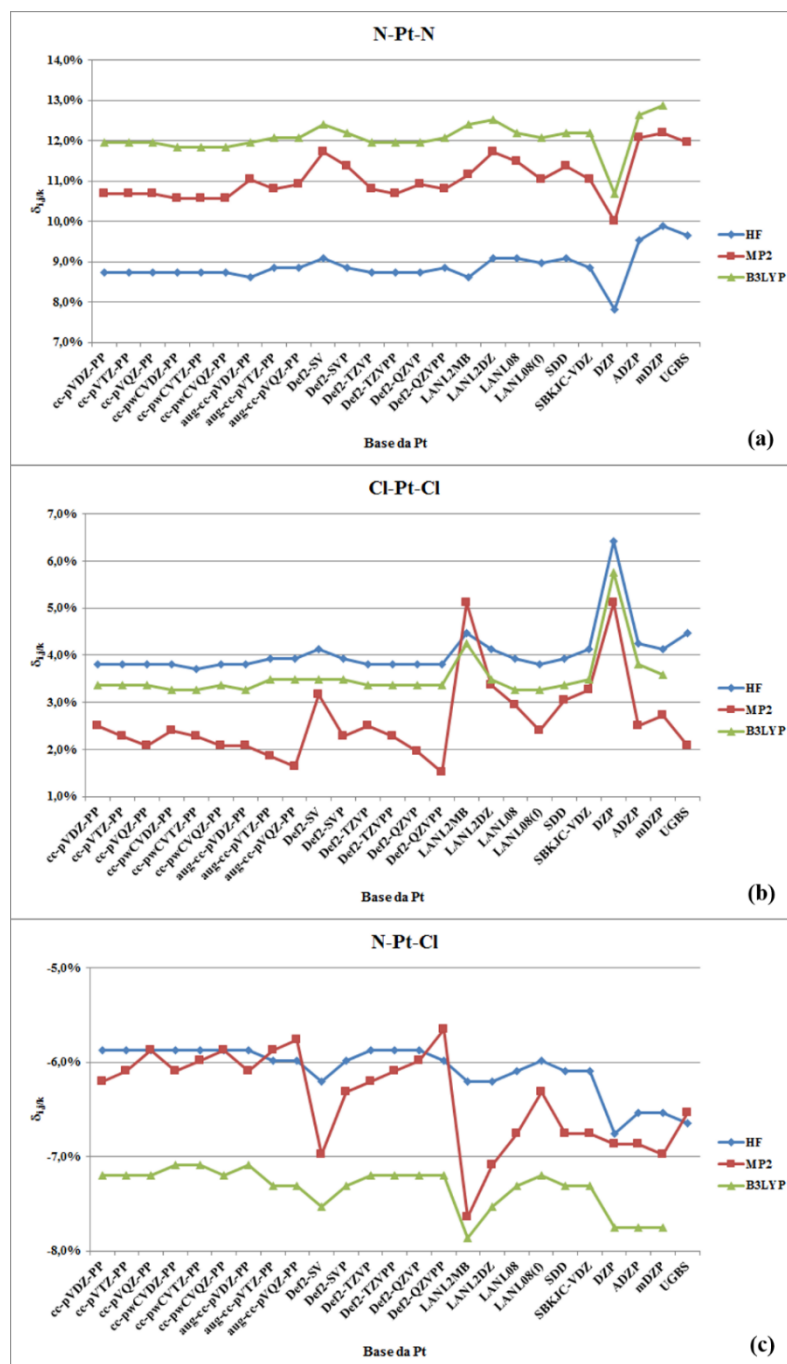 N-Pt-N
14,0%
13,0%
12,0%
11,0%
10,0%
9,0%
8,0%
7,0%
δi,j/k
HF
MP2
B3LYP
cc-pVDZ-PP
cc-pVTZ-PP
cc-pVQZ-PP
cc-pwCVDZ-PP
cc-pwCVTZ-PP
cc-pwCVQZ-PP
aug-cc-pVDZ-PP
aug-cc-pVTZ-PP
aug-cc-pVQZ-PP
Def2-SV
Def2-SVP
Def2-TZVP
Def2-TZVPP
Def2-QZVP
Def2-QZVPP
LANL2MB
LANL2DZ
LANL08
LANL08(f)
SDD
SBKJC-VDZ
DZP
ADZP
mDZP
UGBS
Base da Pt
(a)
Cl-Pt-Cl
7,0%
6,0%
5,0%
4,0%
3,0%
2,0%
1,0%
δi,j/k
HF
MP2
B3LYP
cc-pVDZ-PP
cc-pVTZ-PP
cc-pVQZ-PP
cc-pwCVDZ-PP
cc-pwCVTZ-PP
cc-pwCVQZ-PP
aug-cc-pVDZ-PP
aug-cc-pVTZ-PP
aug-cc-pVQZ-PP
Def2-SV
Def2-SVP
Def2-TZVP
Def2-TZVPP
Def2-QZVP
Def2-QZVPP
LANL2MB
LANL2DZ
LANL08
LANL08(f)
SDD
SBKJC-VDZ
DZP
ADZP
mDZP
UGBS
Base da Pt
(b)
N-Pt-Cl
-5,0%
-6,0%
-7,0%
-8,0%
δi,j/k
HF
MP2
B3LYP
cc-pVDZ-PP
cc-pVTZ-PP
cc-pVQZ-PP
cc-pwCVDZ-PP
cc-pwCVTZ-PP
cc-pwCVQZ-PP
aug-cc-pVDZ-PP
aug-cc-pVTZ-PP
aug-cc-pVQZ-PP
Def2-SV
Def2-SVP
Def2-TZVP
Def2-TZVPP
Def2-QZVP
Def2-QZVPP
LANL2MB
LANL2DZ
LANL08
LANL08(f)
SDD
SBKJC-VDZ
DZP
ADZP
mDZP
UGBS
Base da Pt
(c)